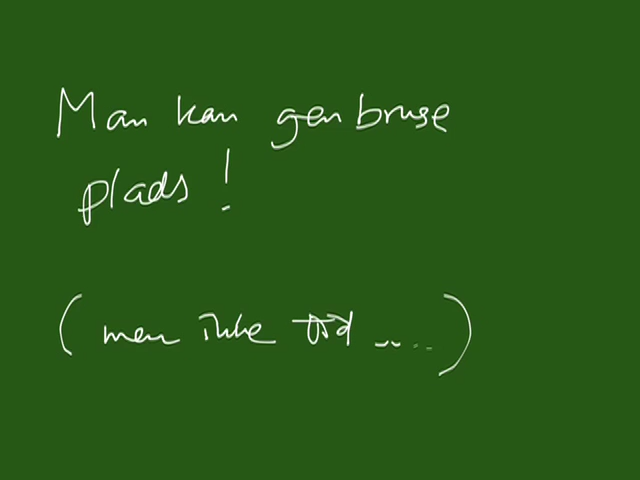 Man kan genbruge
plads!
(men ikke tid .....)